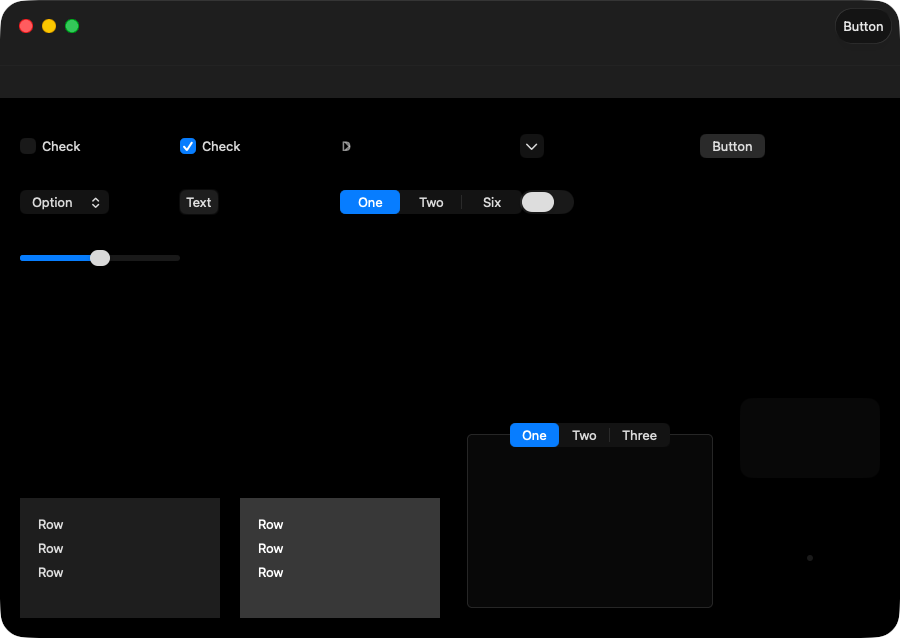 Button
Check
Check
Button
Option
Text
One
Two
Six
One
Two
Three
Row
Row
Row
Row
Row
Row